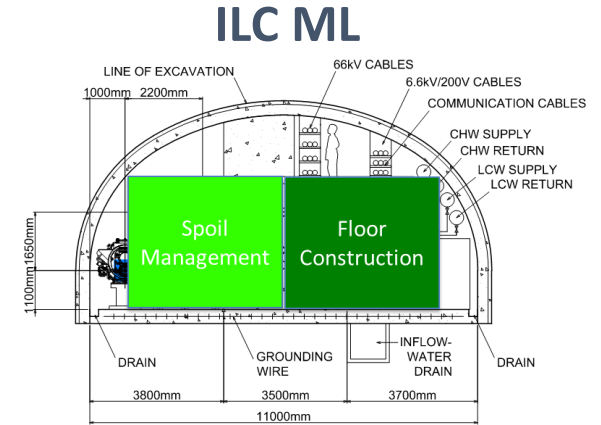 ILC ML
66kV CABLES
LINE OF EXCAVATION
6.6kV/200V CABLES
1000mm 2200mm
COMMUNICATION CABLES
CHW SUPPLY
CHW RETURN
LCW SUPPLY
LCW RETURN
1650mm
1100mm
Spoil
Management
Floor
Construction
DRAIN
GROUNDING
WIRE
INFLOW-
WATER
DRAIN
DRAIN
3800mm 3500mm 3700mm
11000mm